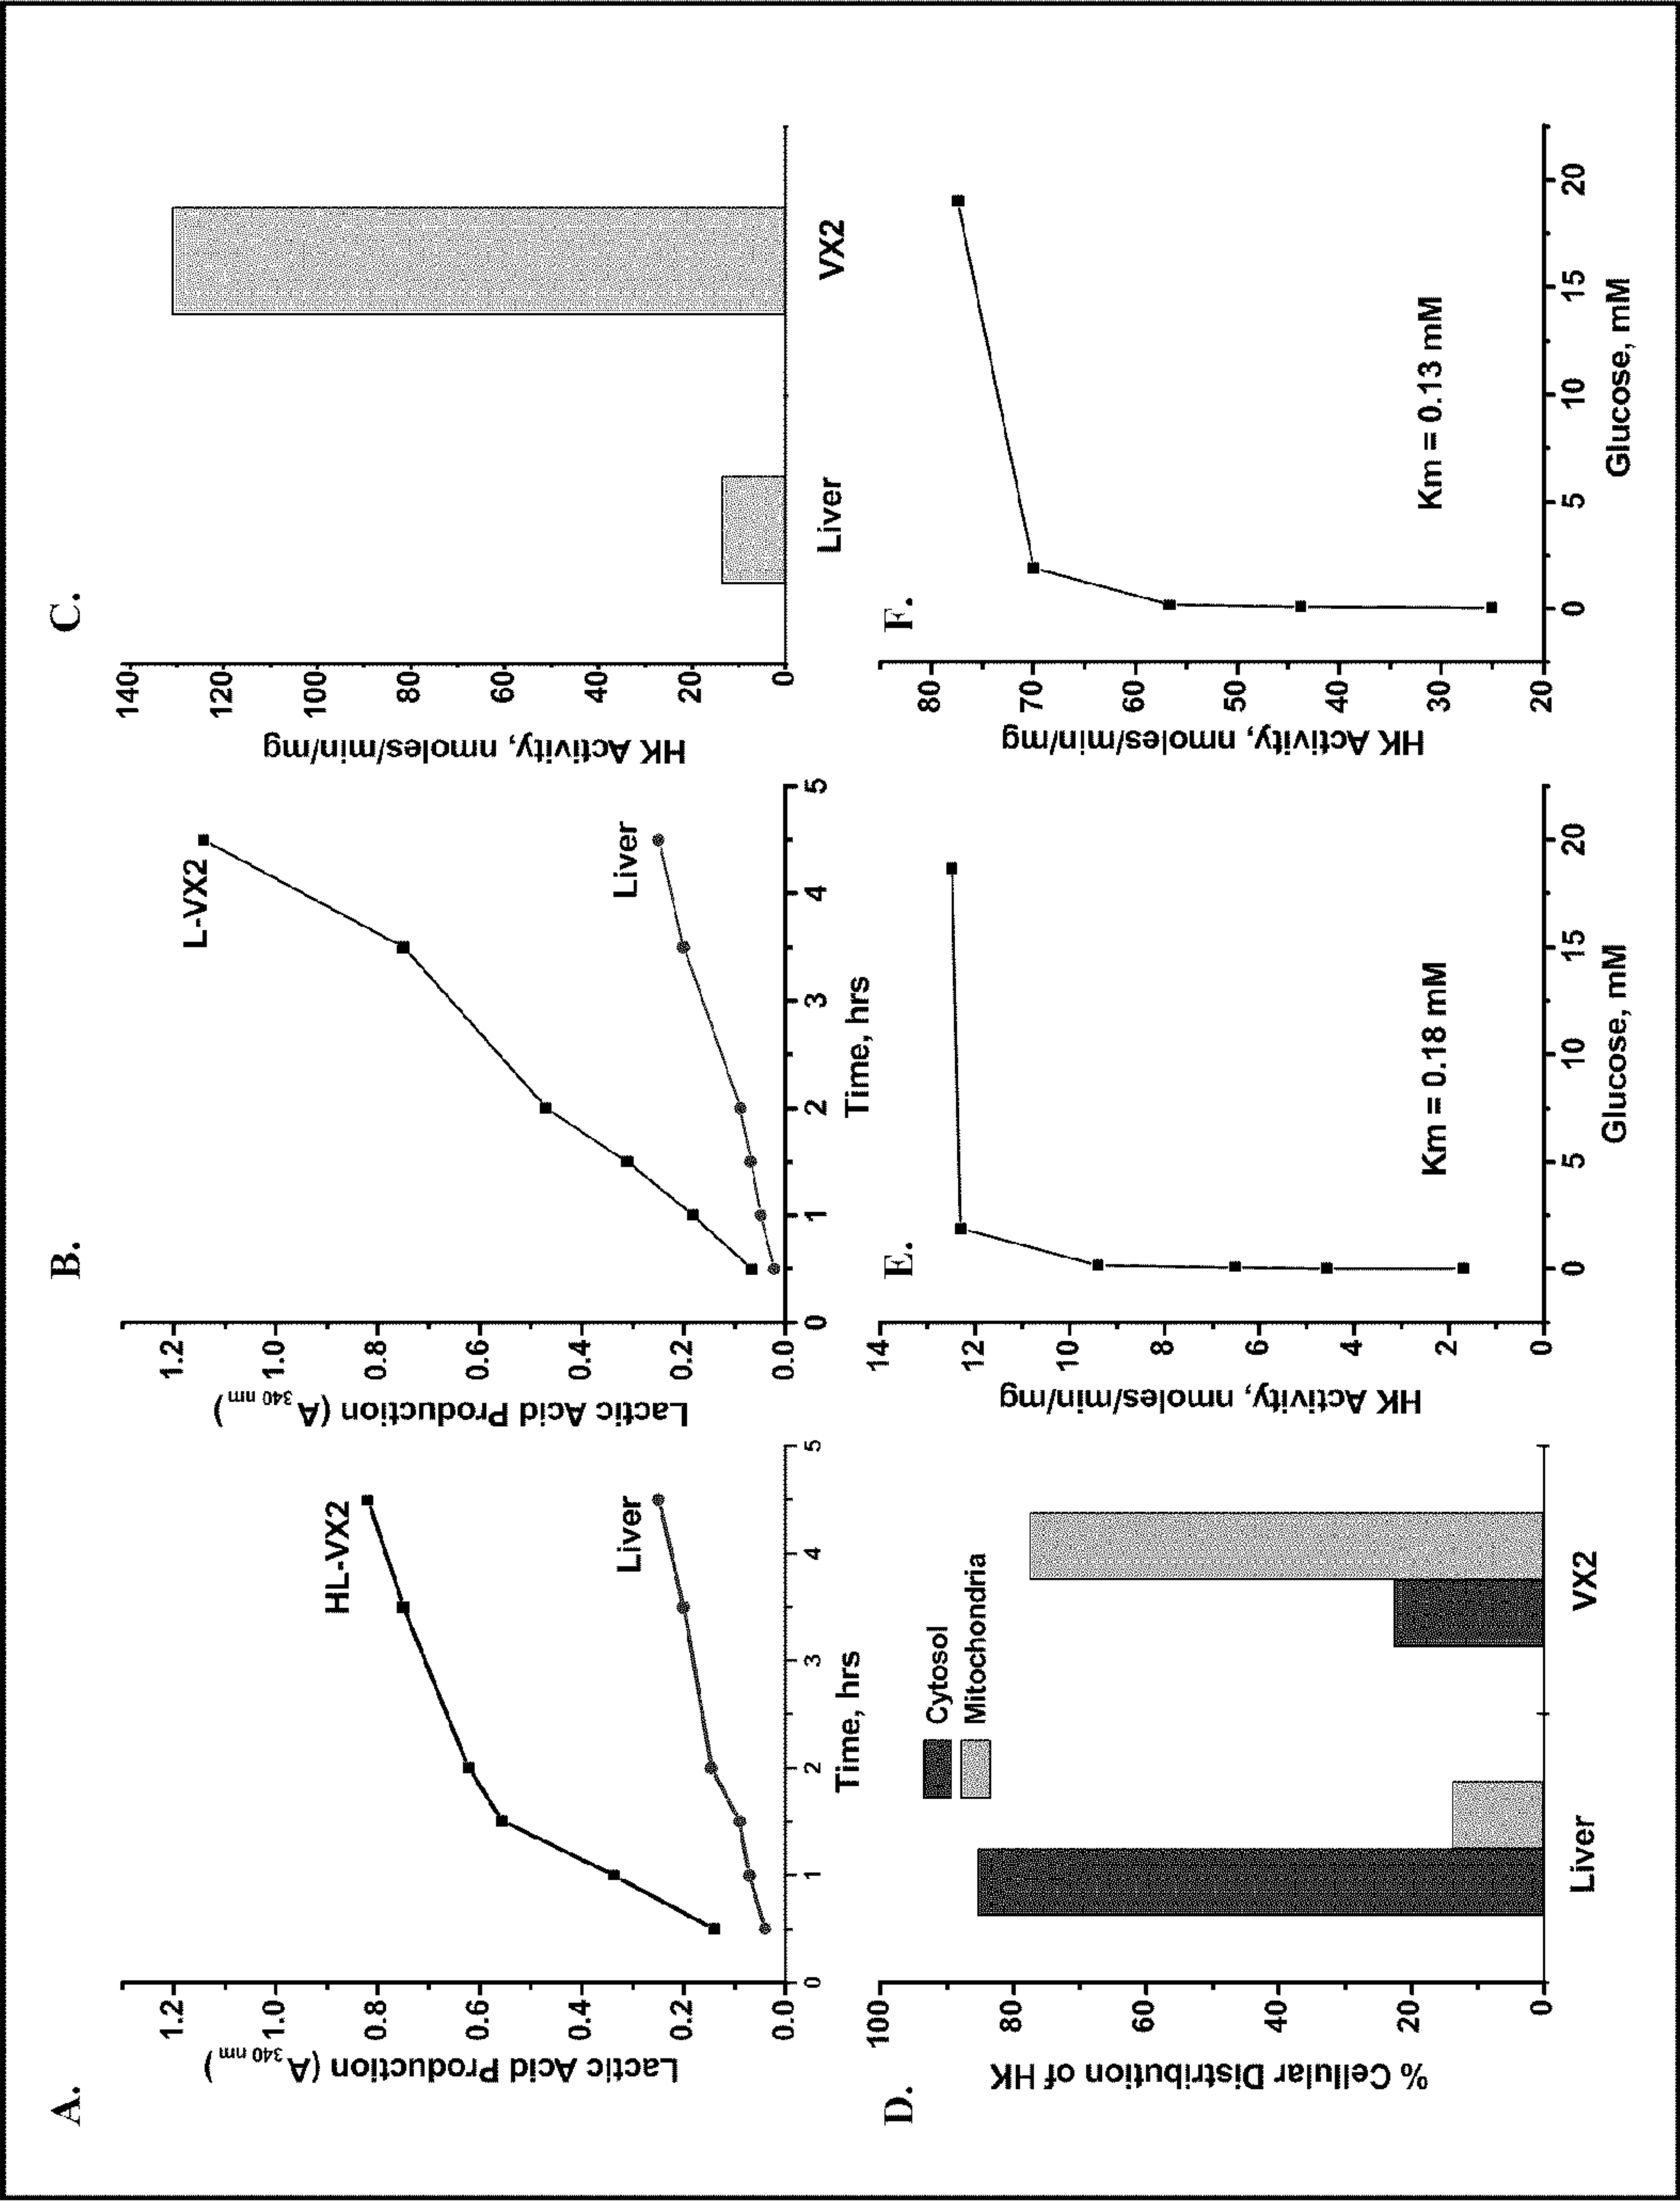 A.
Lactic Acid Production (A340 nm)
1.2
1.0
0.8
0.6
0.4
0.2
0.0
HL-VX2
Liver
0 1 2 3 4 5
Time, hrs
B.
Lactic Acid Production (A340 nm)
1.2
1.0
0.8
0.6
0.4
0.2
0.0
L-VX2
Liver
0 1 2 3 4 5
Time, hrs
C.
HK Activity, nmoles/min/mg
140
120
100
80
60
40
20
0
Liver VX2
D.
% Cellular Distribution of HK
100
80
60
40
20
0
Cytosol
Mitochondria
Liver VX2
E.
HK Activity, nmoles/min/mg
14
12
10
8
6
4
2
0
Km = 0.18 mM
0 5 10 15 20
Glucose, mM
F.
HK Activity, nmoles/min/mg
80
70
60
50
40
30
20
Km = 0.13 mM
0 5 10 15 20
Glucose, mM